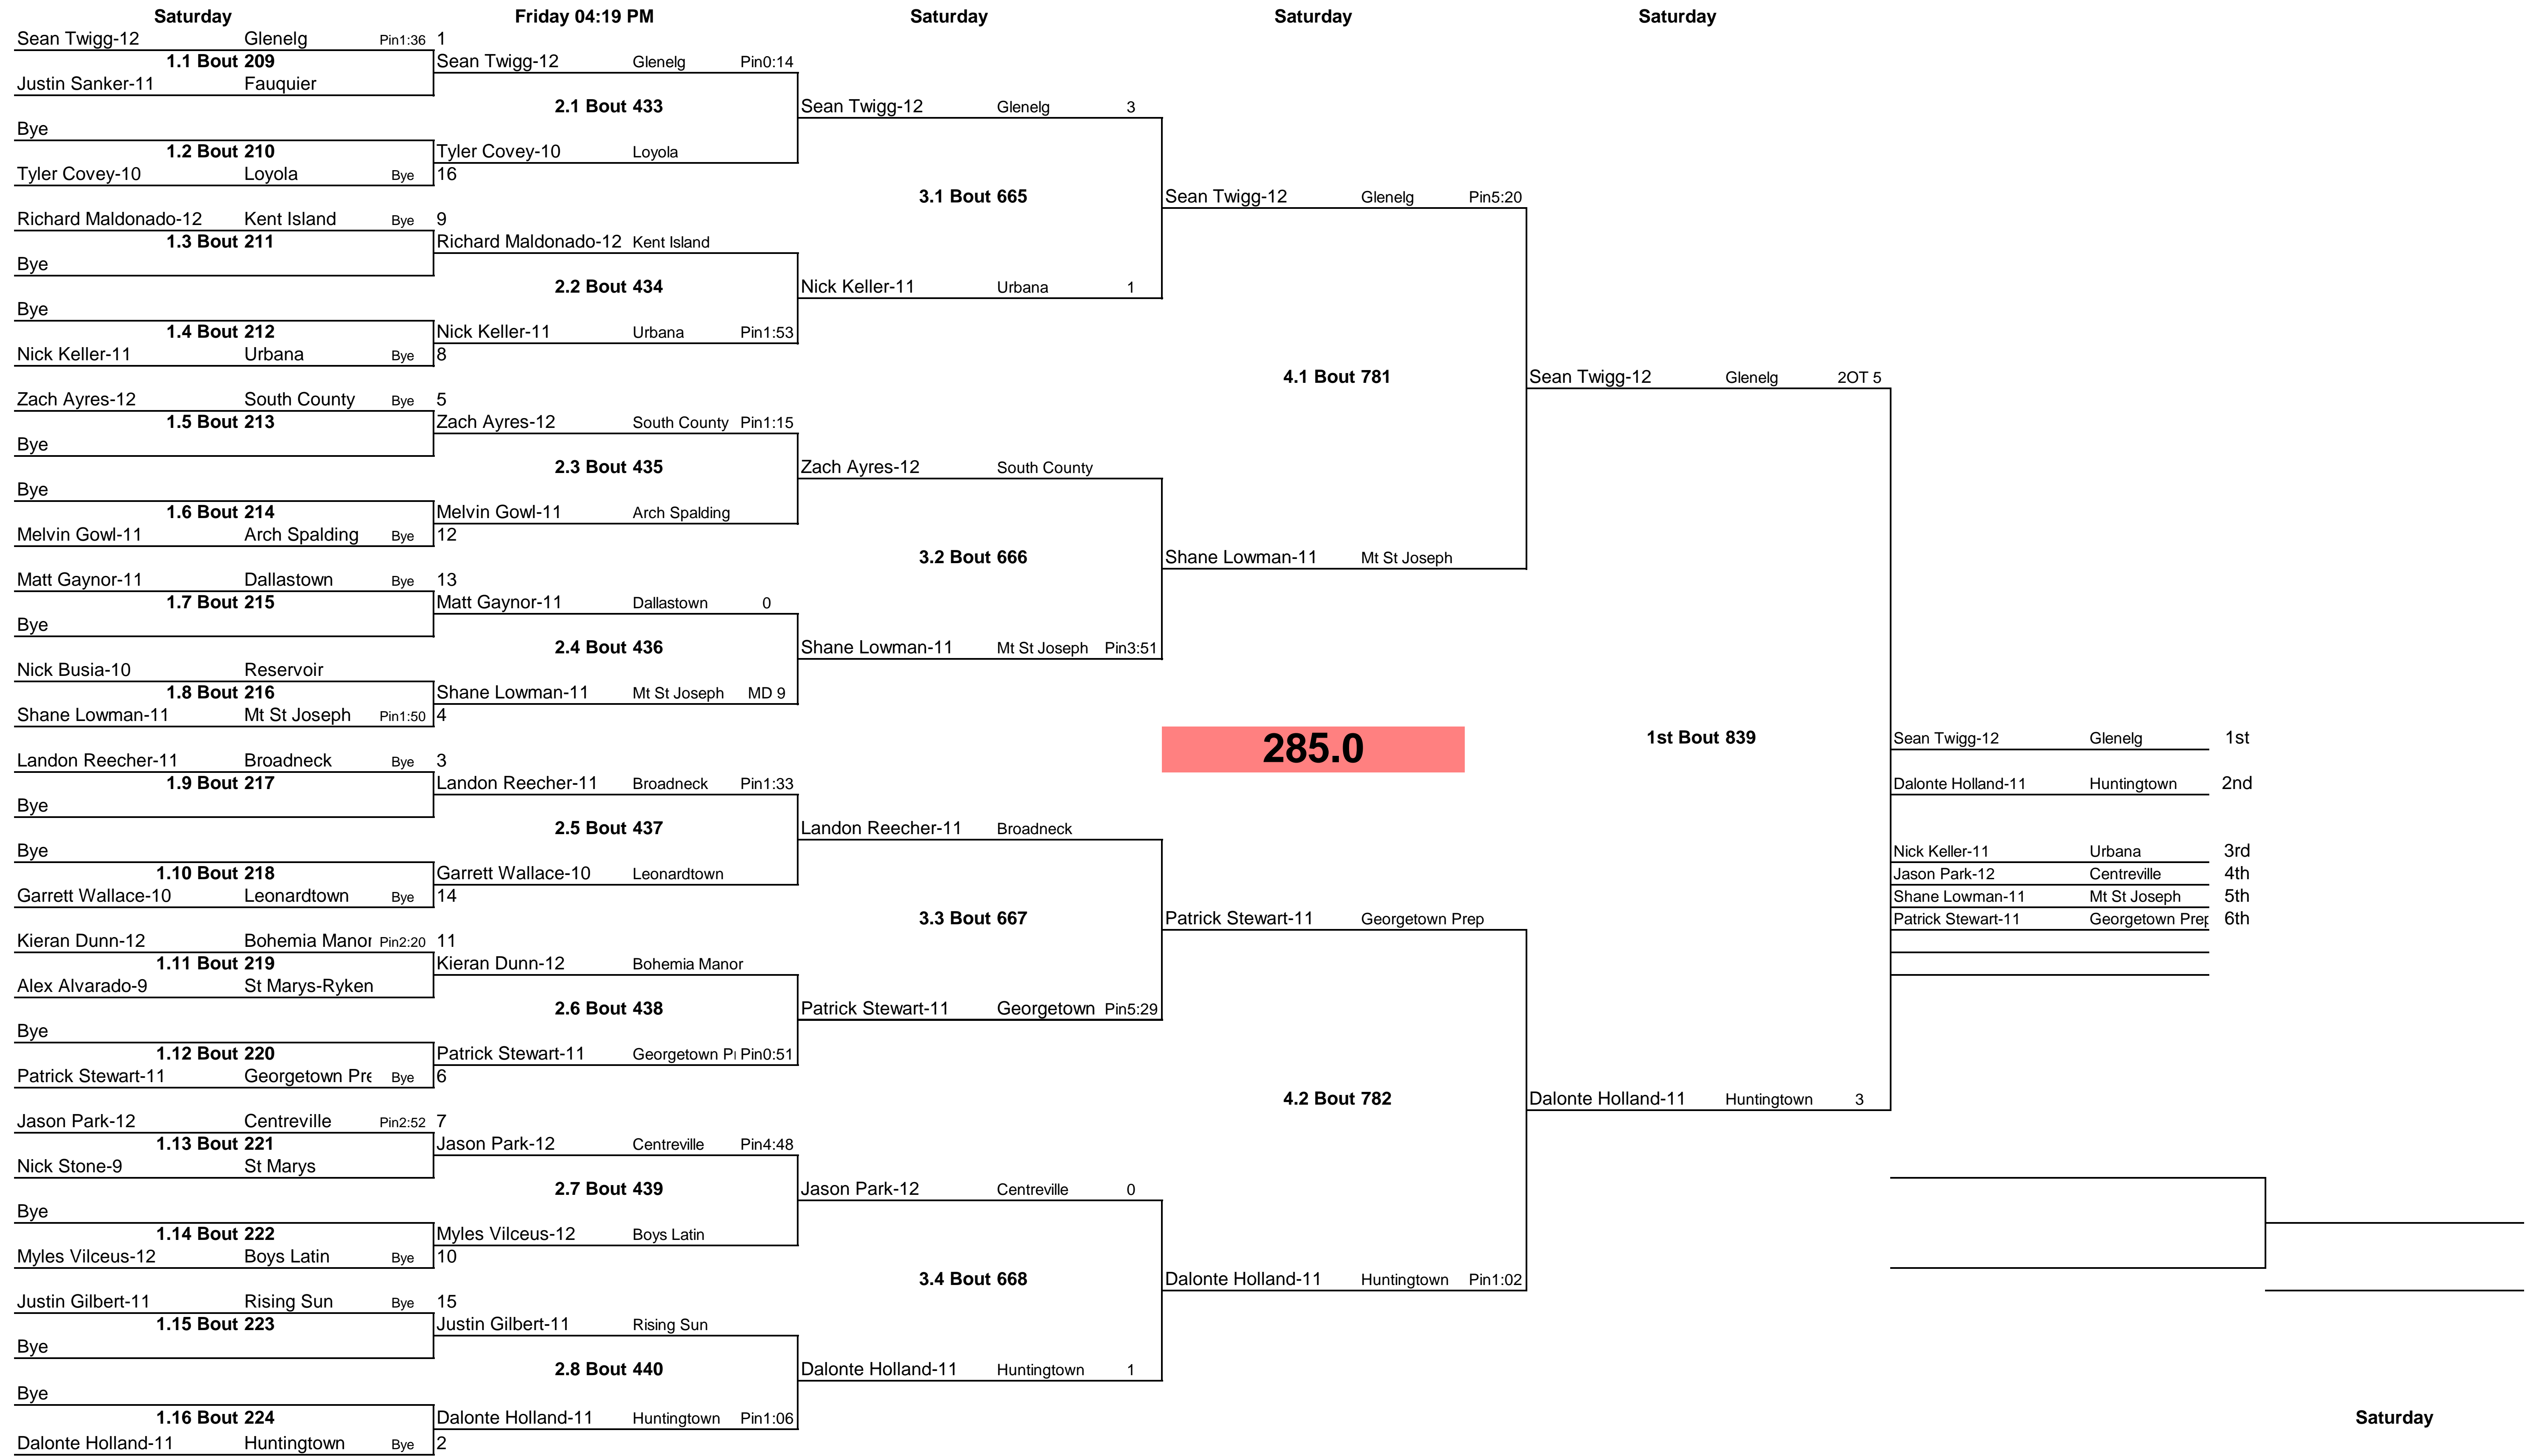 Saturday Friday 04:19 PM Saturday Saturday Saturday
Sean Twigg-12 Glenelg Pin1:36 1
1.1 Bout 209 Sean Twigg-12 Glenelg Pin0:14
Justin Sanker-11 Fauquier
2.1 Bout 433 Sean Twigg-12 Glenelg 3
Bye
1.2 Bout 210 Tyler Covey-10 Loyola
Tyler Covey-10 Loyola Bye 16
3.1 Bout 665 Sean Twigg-12 Glenelg Pin5:20
Richard Maldonado-12 Kent Island Bye 9
1.3 Bout 211 Richard Maldonado-12 Kent Island
Bye
2.2 Bout 434 Nick Keller-11 Urbana 1
Bye
1.4 Bout 212 Nick Keller-11 Urbana Pin1:53
Nick Keller-11 Urbana Bye 8
4.1 Bout 781 Sean Twigg-12 Glenelg 2OT 5
Zach Ayres-12 South County Bye 5
1.5 Bout 213 Zach Ayres-12 South County Pin1:15
Bye
2.3 Bout 435 Zach Ayres-12 South County
Bye
1.6 Bout 214 Melvin Gowl-11 Arch Spalding
Melvin Gowl-11 Arch Spalding Bye 12
3.2 Bout 666 Shane Lowman-11 Mt St Joseph
Matt Gaynor-11 Dallastown Bye 13
1.7 Bout 215 Matt Gaynor-11 Dallastown 0
Bye
2.4 Bout 436 Shane Lowman-11 Mt St Joseph Pin3:51
Nick Busia-10 Reservoir
1.8 Bout 216 Shane Lowman-11 Mt St Joseph MD 9
Shane Lowman-11 Mt St Joseph Pin1:50 4
285.0 1st Bout 839 Sean Twigg-12 Glenelg 1st
Landon Reecher-11 Broadneck Bye 3
1.9 Bout 217 Landon Reecher-11 Broadneck Pin1:33 Dalonte Holland-11 Huntingtown 2nd
Bye
2.5 Bout 437 Landon Reecher-11 Broadneck
Bye Nick Keller-11 Urbana 3rd
1.10 Bout 218 Garrett Wallace-10 Leonardtown Jason Park-12 Centreville 4th
Garrett Wallace-10 Leonardtown Bye 14 Shane Lowman-11 Mt St Joseph 5th
3.3 Bout 667 Patrick Stewart-11 Georgetown Prep Patrick Stewart-11 Georgetown Prep 6th
Kieran Dunn-12 Bohemia Manor Pin2:20 11
1.11 Bout 219 Kieran Dunn-12 Bohemia Manor
Alex Alvarado-9 St Marys-Ryken
2.6 Bout 438 Patrick Stewart-11 Georgetown Pin5:29
Bye
1.12 Bout 220 Patrick Stewart-11 Georgetown Pr Pin0:51
Patrick Stewart-11 Georgetown Pre Bye 6
4.2 Bout 782 Dalonte Holland-11 Huntingtown 3
Jason Park-12 Centreville Pin2:52 7
1.13 Bout 221 Jason Park-12 Centreville Pin4:48
Nick Stone-9 St Marys
2.7 Bout 439 Jason Park-12 Centreville 0
Bye
1.14 Bout 222 Myles Vilceus-12 Boys Latin
Myles Vilceus-12 Boys Latin Bye 10
3.4 Bout 668 Dalonte Holland-11 Huntingtown Pin1:02
Justin Gilbert-11 Rising Sun Bye 15
1.15 Bout 223 Justin Gilbert-11 Rising Sun
Bye
2.8 Bout 440 Dalonte Holland-11 Huntingtown 1
Bye
1.16 Bout 224 Dalonte Holland-11 Huntingtown Pin1:06 Saturday
Dalonte Holland-11 Huntingtown Bye 2